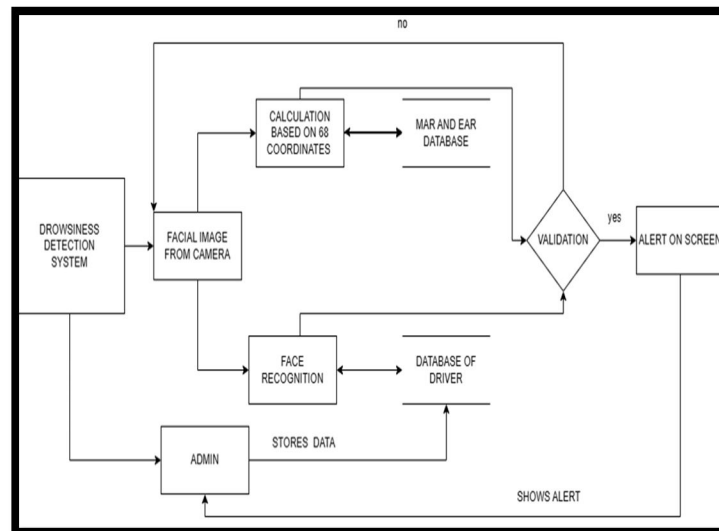 no
CALCULATION
BASED ON 68
COORDINATES
MAR AND EAR
DATABASE
DROWSINESS
DETECTION
SYSTEM
FACIAL IMAGE
FROM CAMERA
VALIDATION
yes
ALERT ON SCREEN
FACE
RECOGNITION
DATABASE OF
DRIVER
ADMIN
STORES DATA
SHOWS ALERT